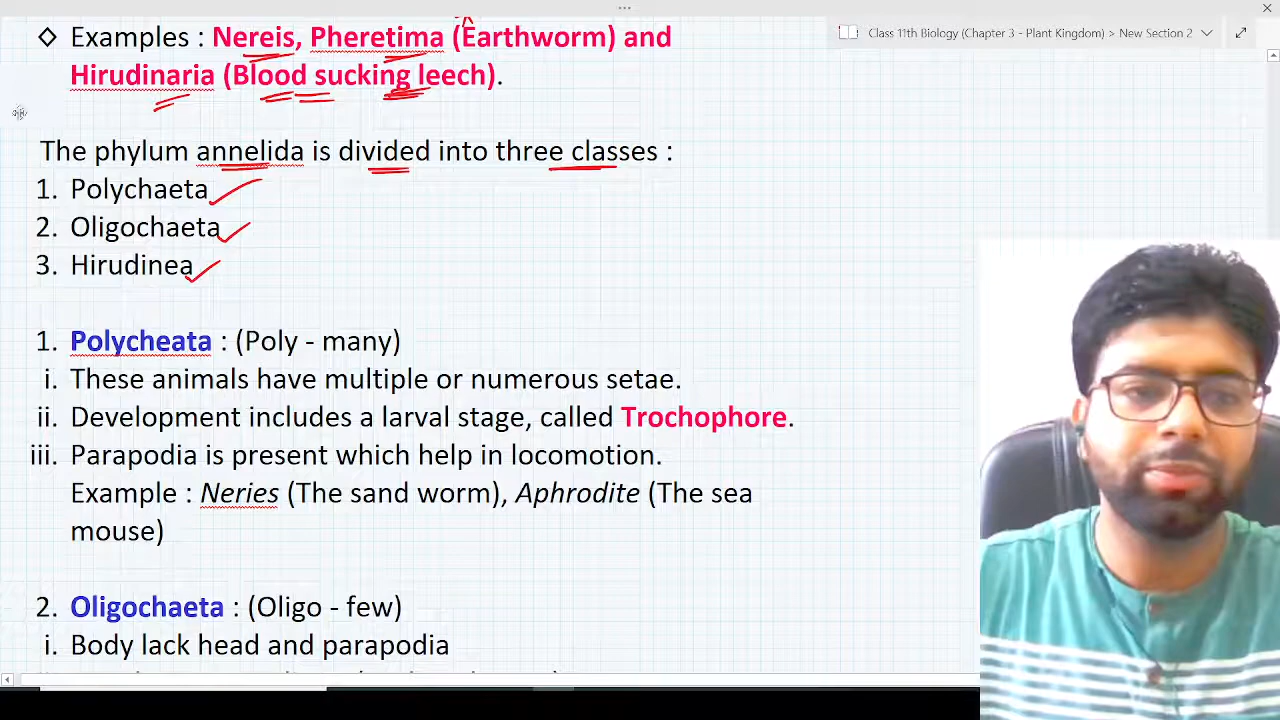 ◇ Examples : Nereis, Pheretima (Earthworm) and
Hirudinaria (Blood sucking leech).
Class 11th Biology (Chapter 3 - Plant Kingdom) > New Section 2
The phylum annelida is divided into three classes :
1. Polychaeta
2. Oligochaeta
3. Hirudinea
1. Polycheata : (Poly - many)
i. These animals have multiple or numerous setae.
ii. Development includes a larval stage, called Trochophore.
iii. Parapodia is present which help in locomotion.
Example : Neries (The sand worm), Aphrodite (The sea
mouse)
2. Oligochaeta : (Oligo - few)
i. Body lack head and parapodia